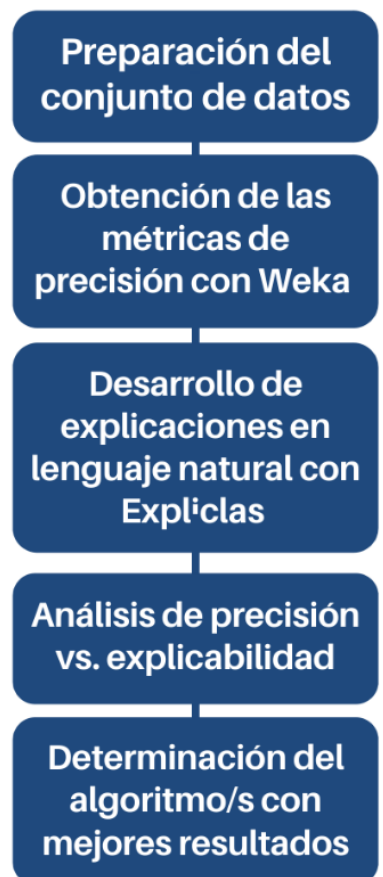 Preparación del
conjunto de datos
Obtención de las
métricas de
precisión con Weka
Desarrollo de
explicaciones en
lenguaje natural con
Expliclas
Análisis de precisión
vs. explicabilidad
Determinación del
algoritmo/s con
mejores resultados